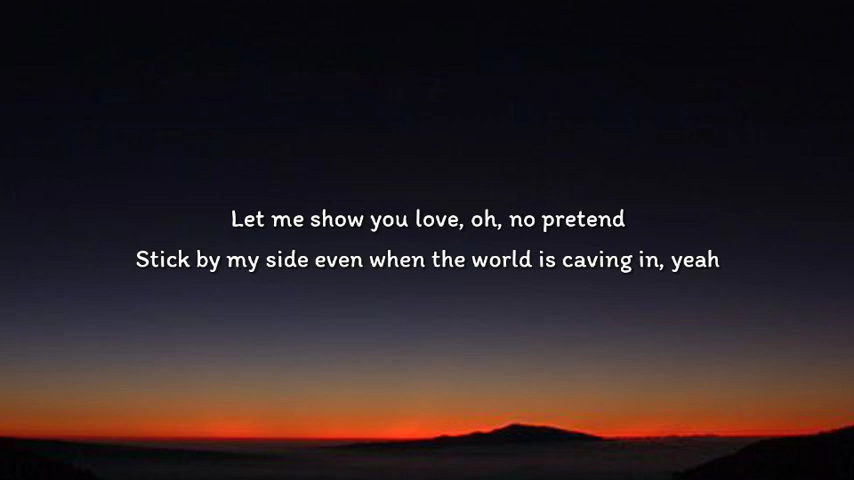 Let me show you love, oh, no pretend
Stick by my side even when the world is caving in, yeah